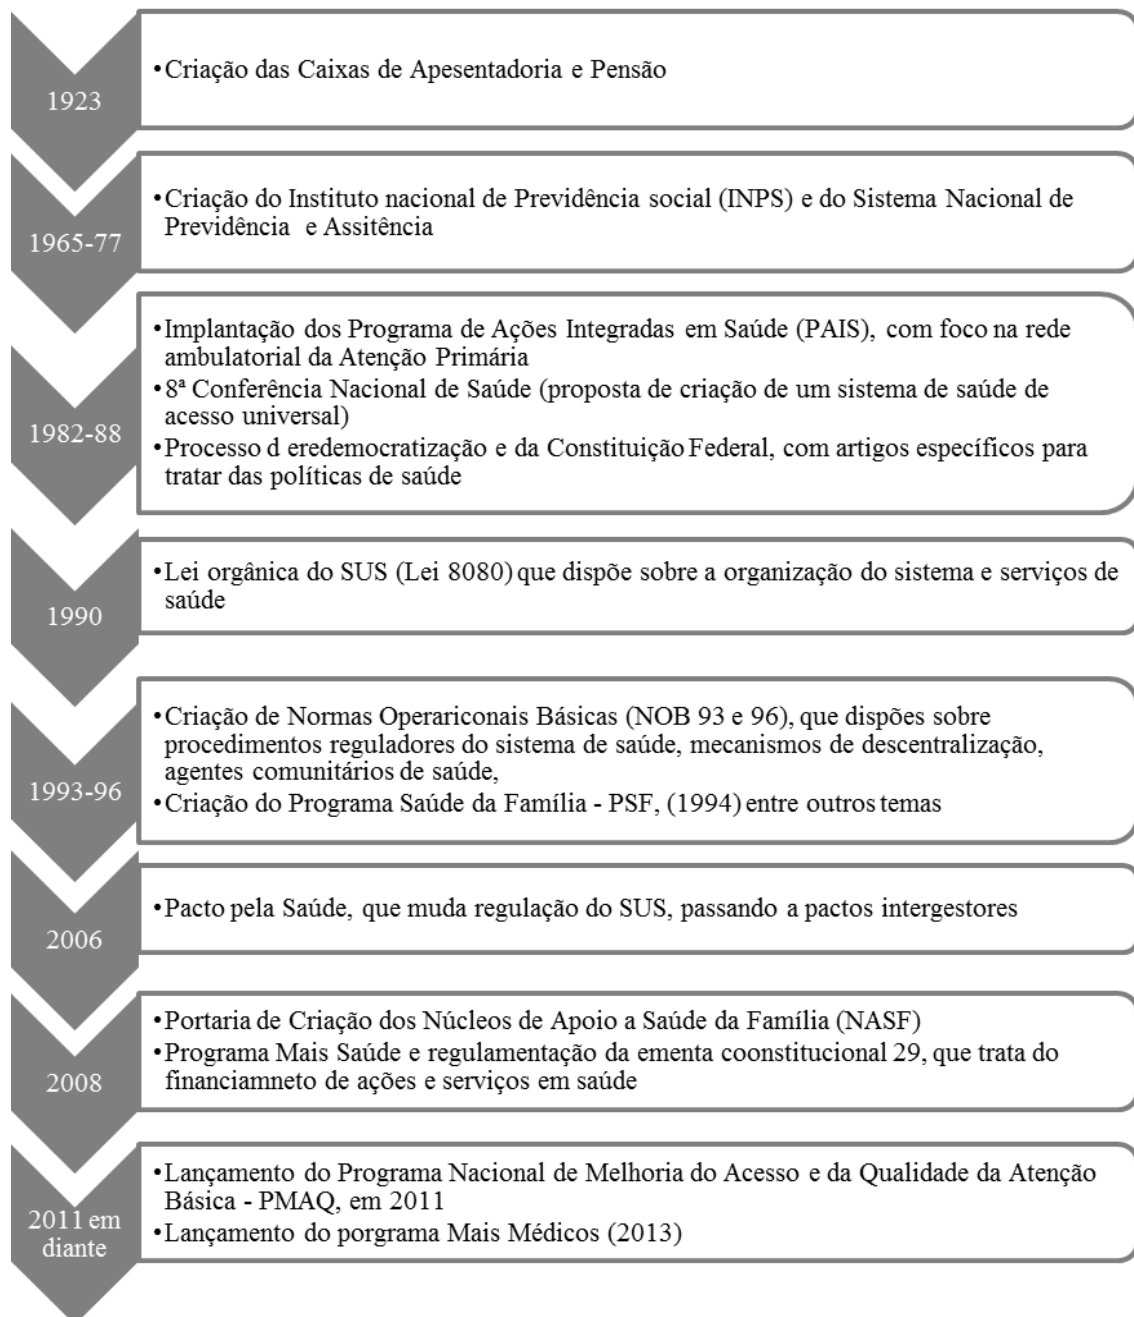 1923
•Criação das Caixas de Apesentadoria e Pensão
1965-77
•Criação do Instituto nacional de Previdência social (INPS) e do Sistema Nacional de
Previdência e Assitência
1982-88
•Implantação dos Programa de Ações Integradas em Saúde (PAIS), com foco na rede
ambulatorial da Atenção Primária
•8ª Conferência Nacional de Saúde (proposta de criação de um sistema de saúde de
acesso universal)
•Processo d eredemocratização e da Constituição Federal, com artigos específicos para
tratar das políticas de saúde
1990
•Lei orgânica do SUS (Lei 8080) que dispõe sobre a organização do sistema e serviços de
saúde
1993-96
•Criação de Normas Operariconais Básicas (NOB 93 e 96), que dispões sobre
procedimentos reguladores do sistema de saúde, mecanismos de descentralização,
agentes comunitários de saúde,
•Criação do Programa Saúde da Família - PSF, (1994) entre outros temas
2006
•Pacto pela Saúde, que muda regulação do SUS, passando a pactos intergestores
2008
•Portaria de Criação dos Núcleos de Apoio a Saúde da Família (NASF)
•Programa Mais Saúde e regulamentação da ementa coonstitucional 29, que trata do
financiamneto de ações e serviços em saúde
2011 em
diante
•Lançamento do Programa Nacional de Melhoria do Acesso e da Qualidade da Atenção
Básica - PMAQ, em 2011
•Lançamento do porgrama Mais Médicos (2013)